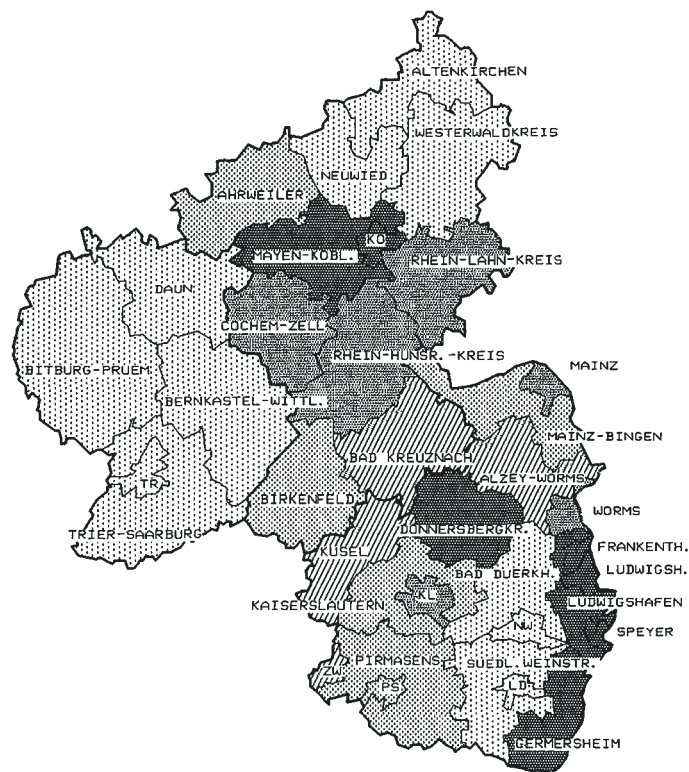 ALTENKIRCHEN
WESTERWALDKREIS
NEUWIED
AHRWEILER
KO
MAYEN-KOBL.
RHEIN-LAHN-KREIS
DAUN
COCHEM-ZELL
RHEIN-HUNSR.-KREIS
BITBURG-PRUEM
MAINZ
BERNKASTEL-WITTL.
MAINZ-BINGEN
BAD KREUZNACH
ALZEY-WORMS
TR
BIRKENFELD
WORMS
TRIER-SAARBURG
DONNERSBERGKR.
KUSEL
FRANKENTH.
BAD DUERKH.
LUDWIGSH.
KL
KAISERSLAUTERN
LUDWIGSHAFEN
NW
SPEYER
PIRMASENS
SUEDL.WEINSTR.
ZW
PS
LD
GERMERSHEIM